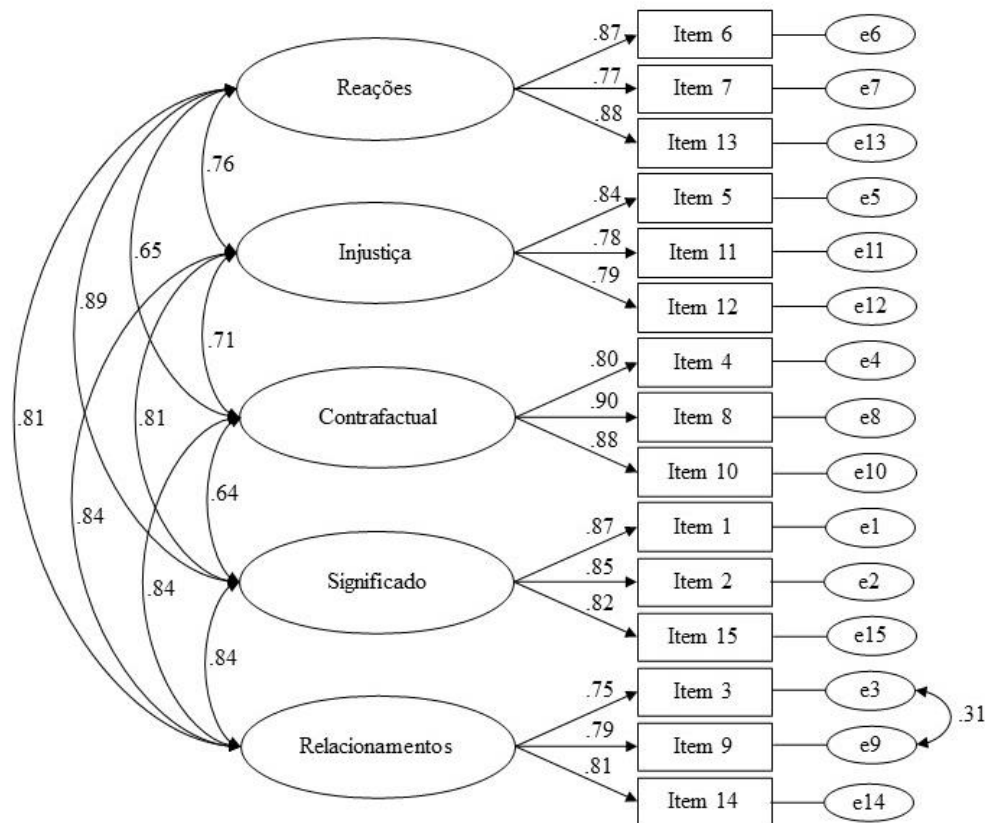 .87 Item 6 e6
Reações .77 Item 7 e7
.88 Item 13 e13
.76
.84 Item 5 e5
Injustiça .78 Item 11 e11
.65
.79 Item 12 e12
.89
.71
.80 Item 4 e4
.81 .81 Contrafactual .90 Item 8 e8
.88 Item 10 e10
.64
.84 .87 Item 1 e1
Significado .85 Item 2 e2
.84
.82 Item 15 e15
.84
.75 Item 3 e3
.31
Relacionamentos .79 Item 9 e9
.81 Item 14 e14